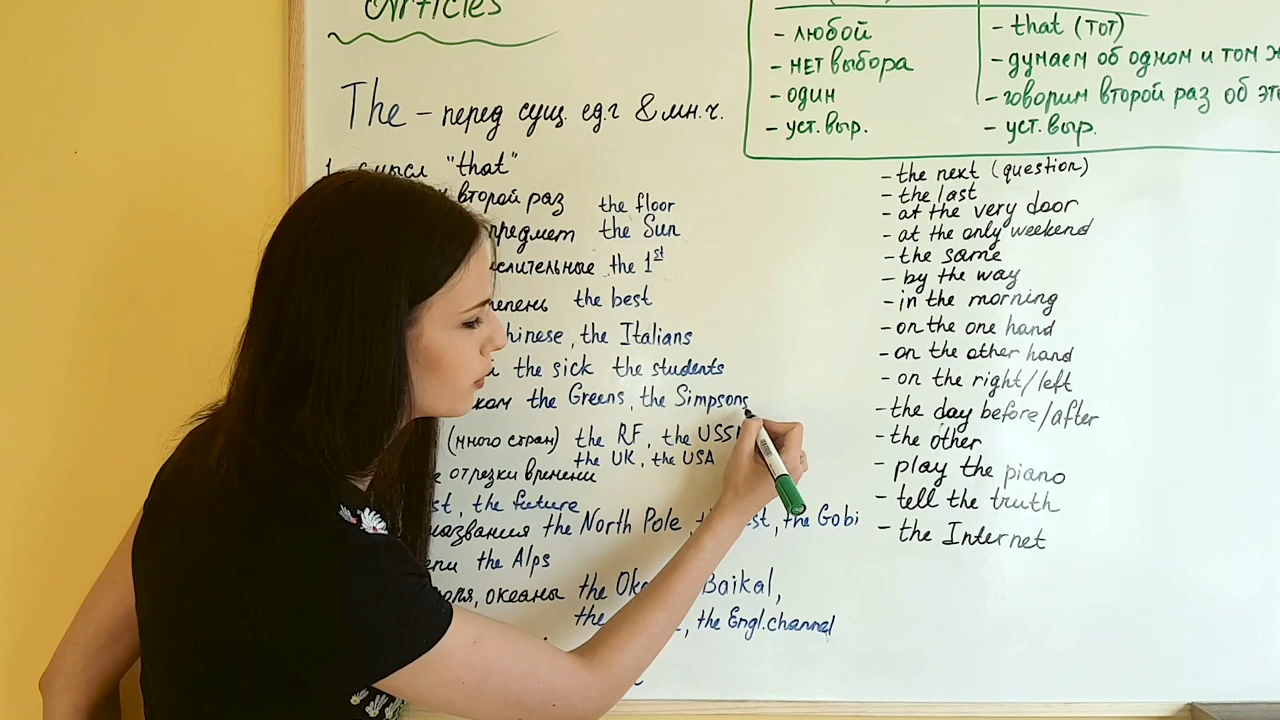 Articles
The – перед сущ. ед.ч & мн.ч.
1. смысл "that"
второй раз the floor
предмет the Sun
the 1st
the best
the Italians
the sick the students
the Greens, the Simpsons
(много стран) the RF, the
the UK, the USA
отрезки времени
the future
названия the North Pole, the Gobi
the Alps
океаны the Baikal,
the the Engl.channel
- любой
- нет выбора
- один
- уст.выр.
- that (тот)
- думаем об одном и том
- говорим второй раз об
- уст.выр.
- the next (question)
- the last
- at the very door
- at the only weekend
- the same
- by the way
- in the morning
- on the one hand
- on the other hand
- on the right/left
- the day before/after
- the other
- play the piano
- tell the truth
- the Internet